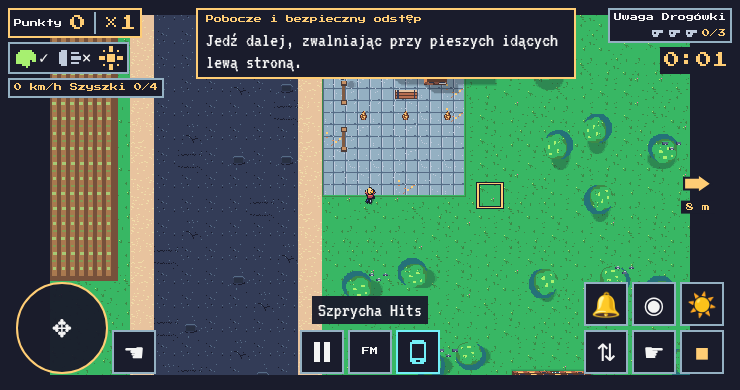 Punkty 0 ×1
Pobocze i bezpieczny odstęp
Jedź dalej, zwalniając przy pieszych idących
lewą stroną.
Uwaga Drogówki
0/3
0:01
0 km/h Szyszki 0/4
8 m
Szprycha Hits
FM